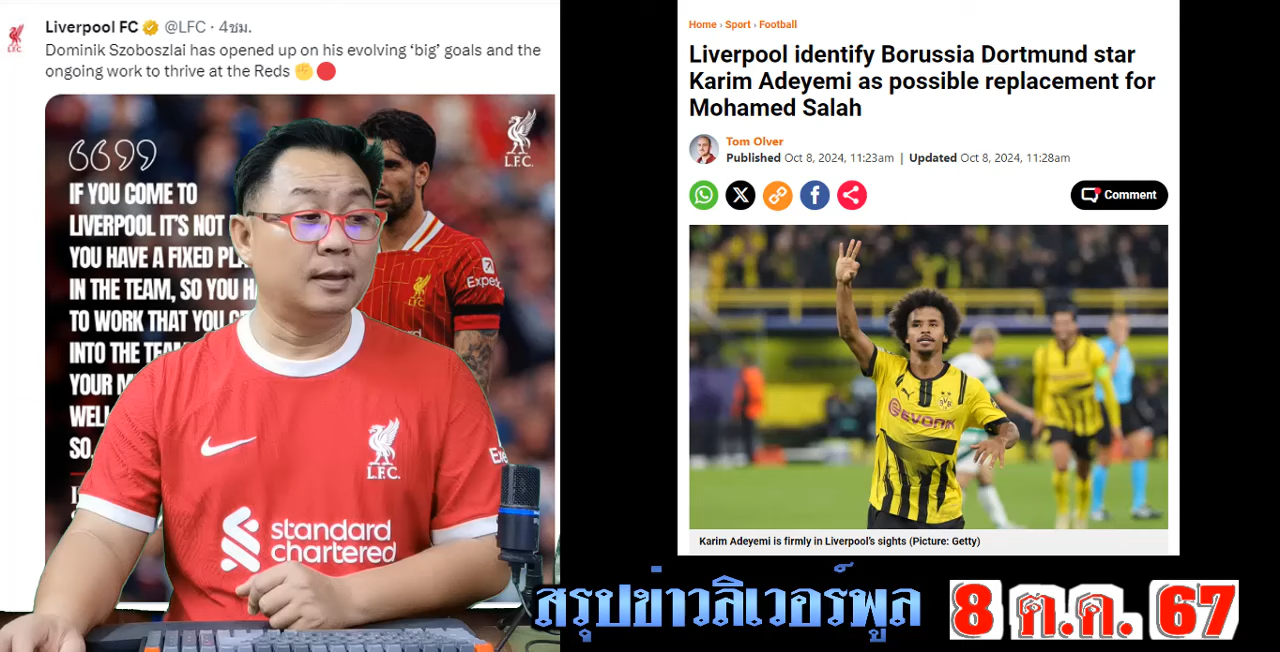 Liverpool FC @LFC · 4ชม.
Dominik Szoboszlai has opened up on his evolving ‘big’ goals and the
ongoing work to thrive at the Reds ✊🔴
L.F.C.
IF YOU COME TO
LIVERPOOL IT'S NOT
YOU HAVE A FIXED
IN THE TEAM, SO YOU
TO WORK THAT YOU
INTO THE
YOUR
WELL
SO.
L.F.C.
standard
chartered
Home › Sport › Football
Liverpool identify Borussia Dortmund star
Karim Adeyemi as possible replacement for
Mohamed Salah
Tom Olver
Published Oct 8, 2024, 11:23am | Updated Oct 8, 2024, 11:28am
Comment
EVONIK
Karim Adeyemi is firmly in Liverpool's sights (Picture: Getty)
สรุปข่าวลิเวอร์พูล 8 ต.ค. 67